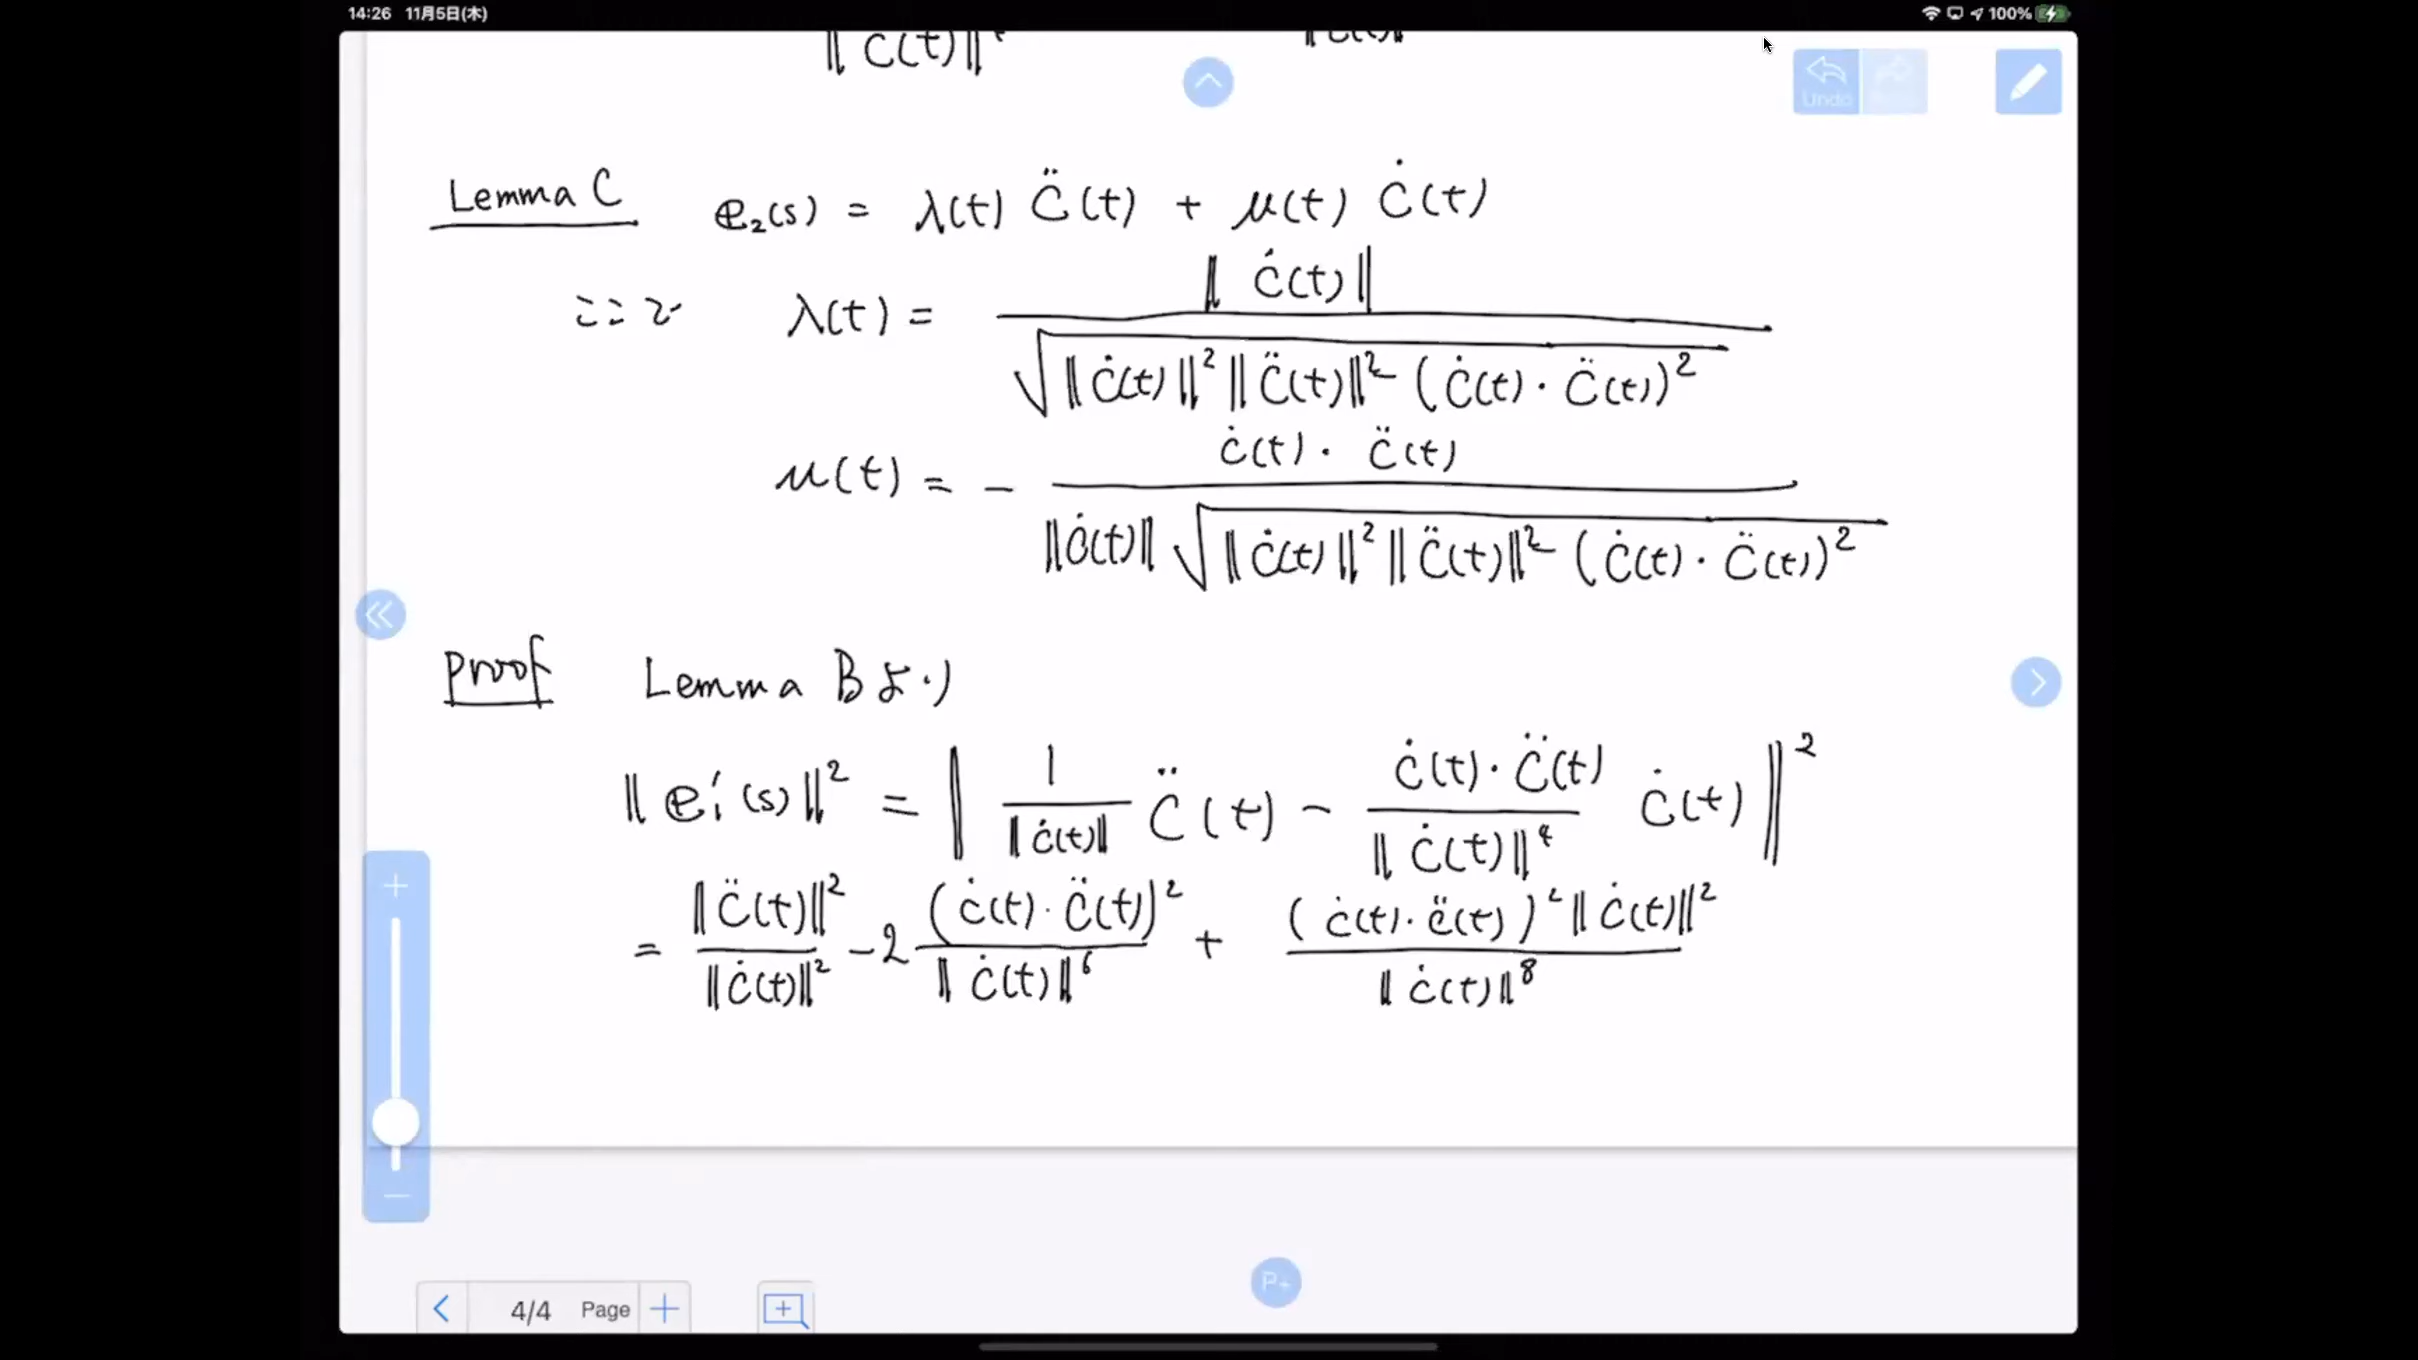 14:26 11月5日(木) 100%
‖ Ċ(t)‖
Undo
Lemma C e₂(s) = λ(t) C̈(t) + μ(t) Ċ(t)
ここで λ(t) = ‖Ċ(t)‖ / √‖Ċ(t)‖² ‖C̈(t)‖² (Ċ(t)・C̈(t))²
μ(t) = - Ċ(t)・C̈(t) / ‖Ċ(t)‖ √‖Ċ(t)‖² ‖C̈(t)‖² (Ċ(t)・C̈(t))²
Proof Lemma B より
‖e₁'(s)‖² = ‖ 1/‖Ċ(t)‖ C̈(t) - Ċ(t)・C̈(t)/‖Ċ(t)‖⁴ Ċ(t) ‖²
= ‖C̈(t)‖²/‖Ċ(t)‖² - 2 (Ċ(t)・C̈(t))²/‖Ċ(t)‖⁶ + (Ċ(t)・C̈(t))² ‖Ċ(t)‖²/‖Ċ(t)‖⁸
P+
4/4 Page